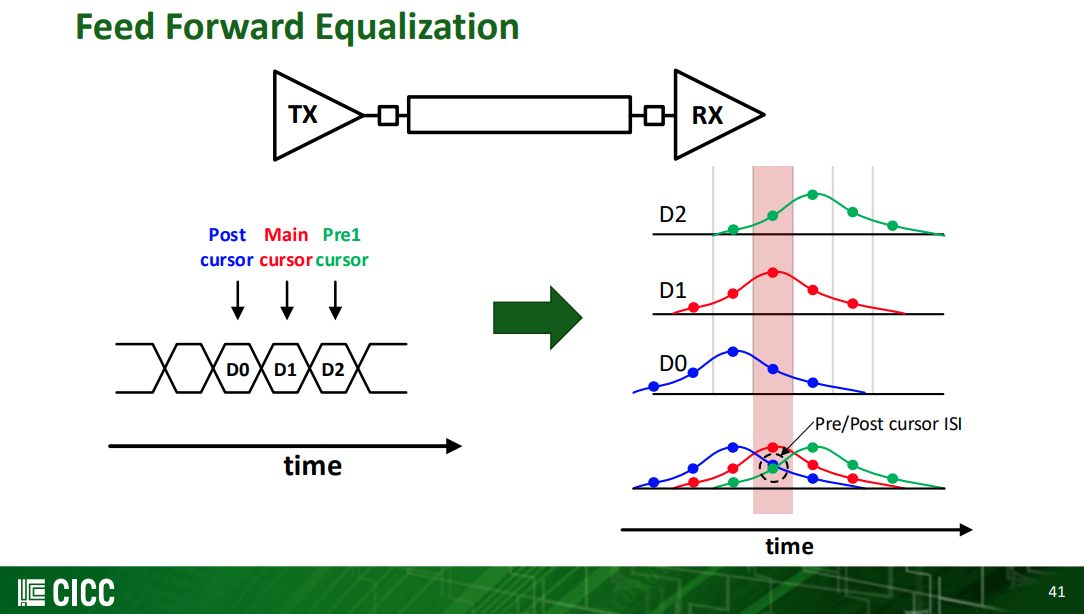 Feed Forward Equalization
TX
RX
Post Main Pre1
cursor cursor cursor
D0 D1 D2
time
D2
D1
D0
Pre/Post cursor ISI
time
CICC
41